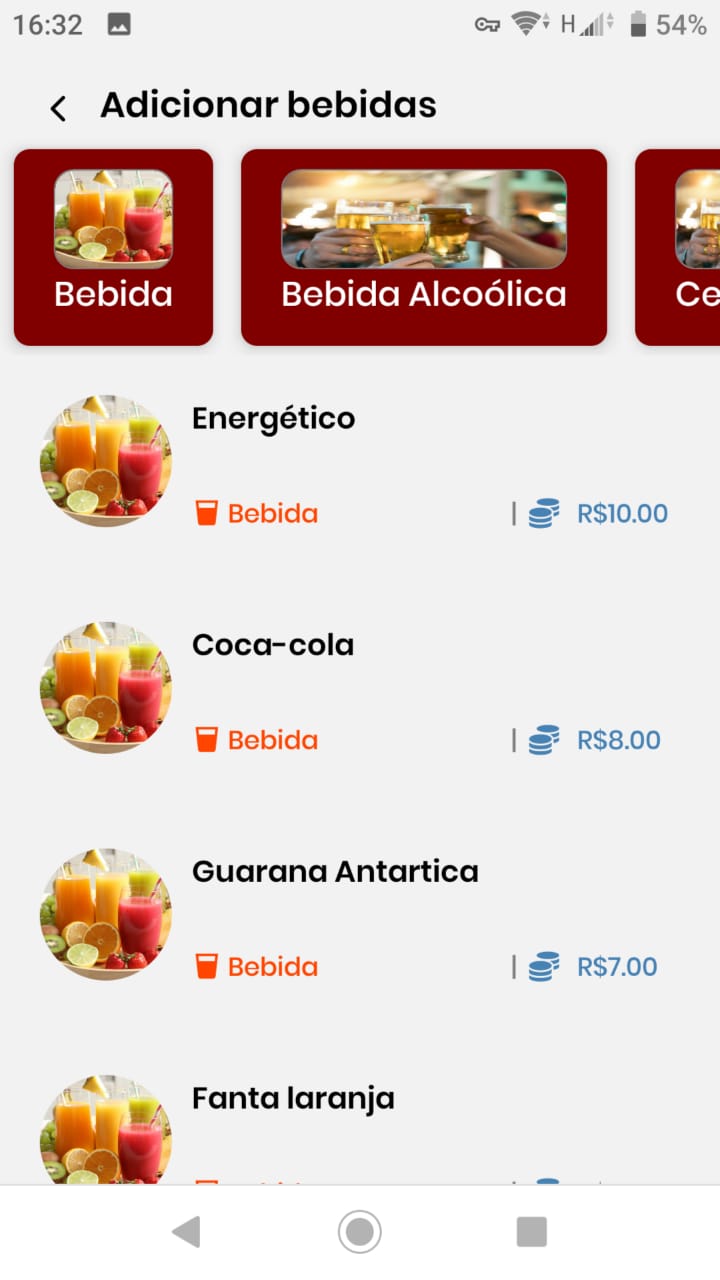 16:32
H 54%
Adicionar bebidas
Bebida
Bebida Alcoólica
Ce
Energético
Bebida | R$10.00
Coca-cola
Bebida | R$8.00
Guarana Antartica
Bebida | R$7.00
Fanta laranja